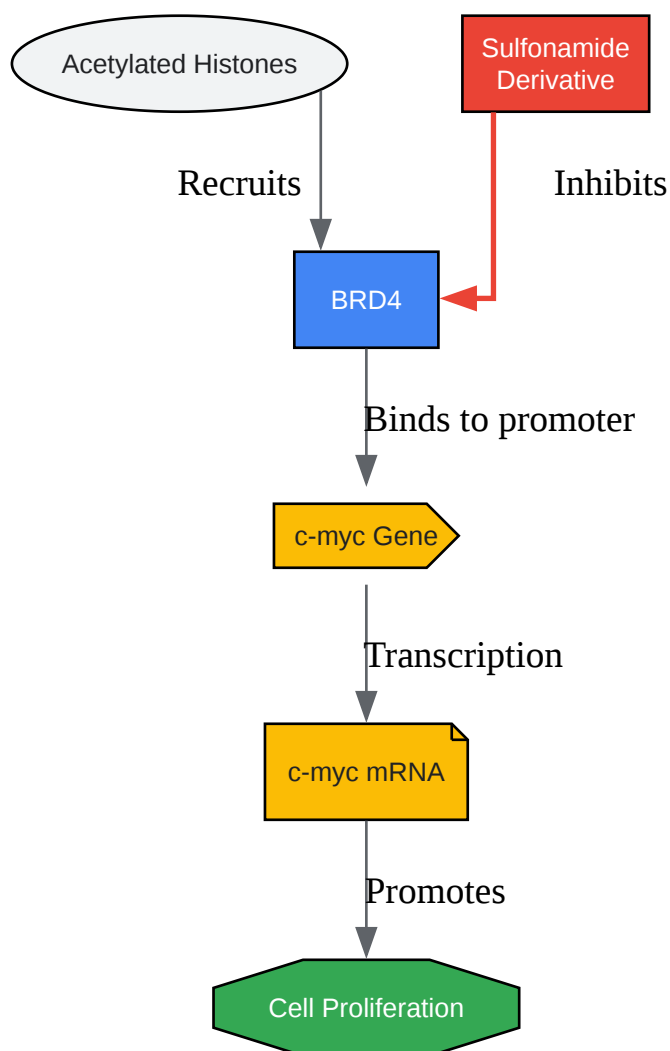 Acetylated Histones
Sulfonamide
Derivative
Recruits
Inhibits
BRD4
Binds to promoter
c-myc Gene
Transcription
c-myc mRNA
Promotes
Cell Proliferation